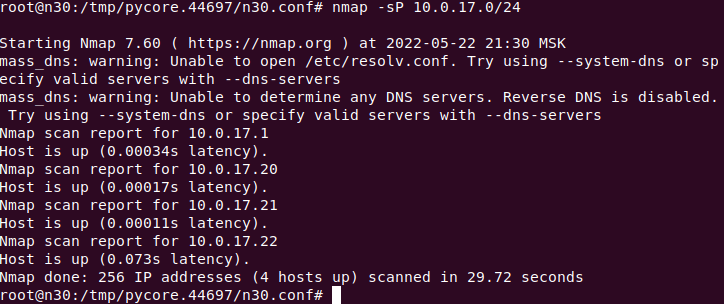 root@n30:/tmp/pycore.44697/n30.conf# nmap -sP 10.0.17.0/24
Starting Nmap 7.60 ( https://nmap.org ) at 2022-05-22 21:30 MSK
mass_dns: warning: Unable to open /etc/resolv.conf. Try using --system-dns or sp
ecify valid servers with --dns-servers
mass_dns: warning: Unable to determine any DNS servers. Reverse DNS is disabled.
 Try using --system-dns or specify valid servers with --dns-servers
Nmap scan report for 10.0.17.1
Host is up (0.00034s latency).
Nmap scan report for 10.0.17.20
Host is up (0.00017s latency).
Nmap scan report for 10.0.17.21
Host is up (0.00011s latency).
Nmap scan report for 10.0.17.22
Host is up (0.073s latency).
Nmap done: 256 IP addresses (4 hosts up) scanned in 29.72 seconds
root@n30:/tmp/pycore.44697/n30.conf#